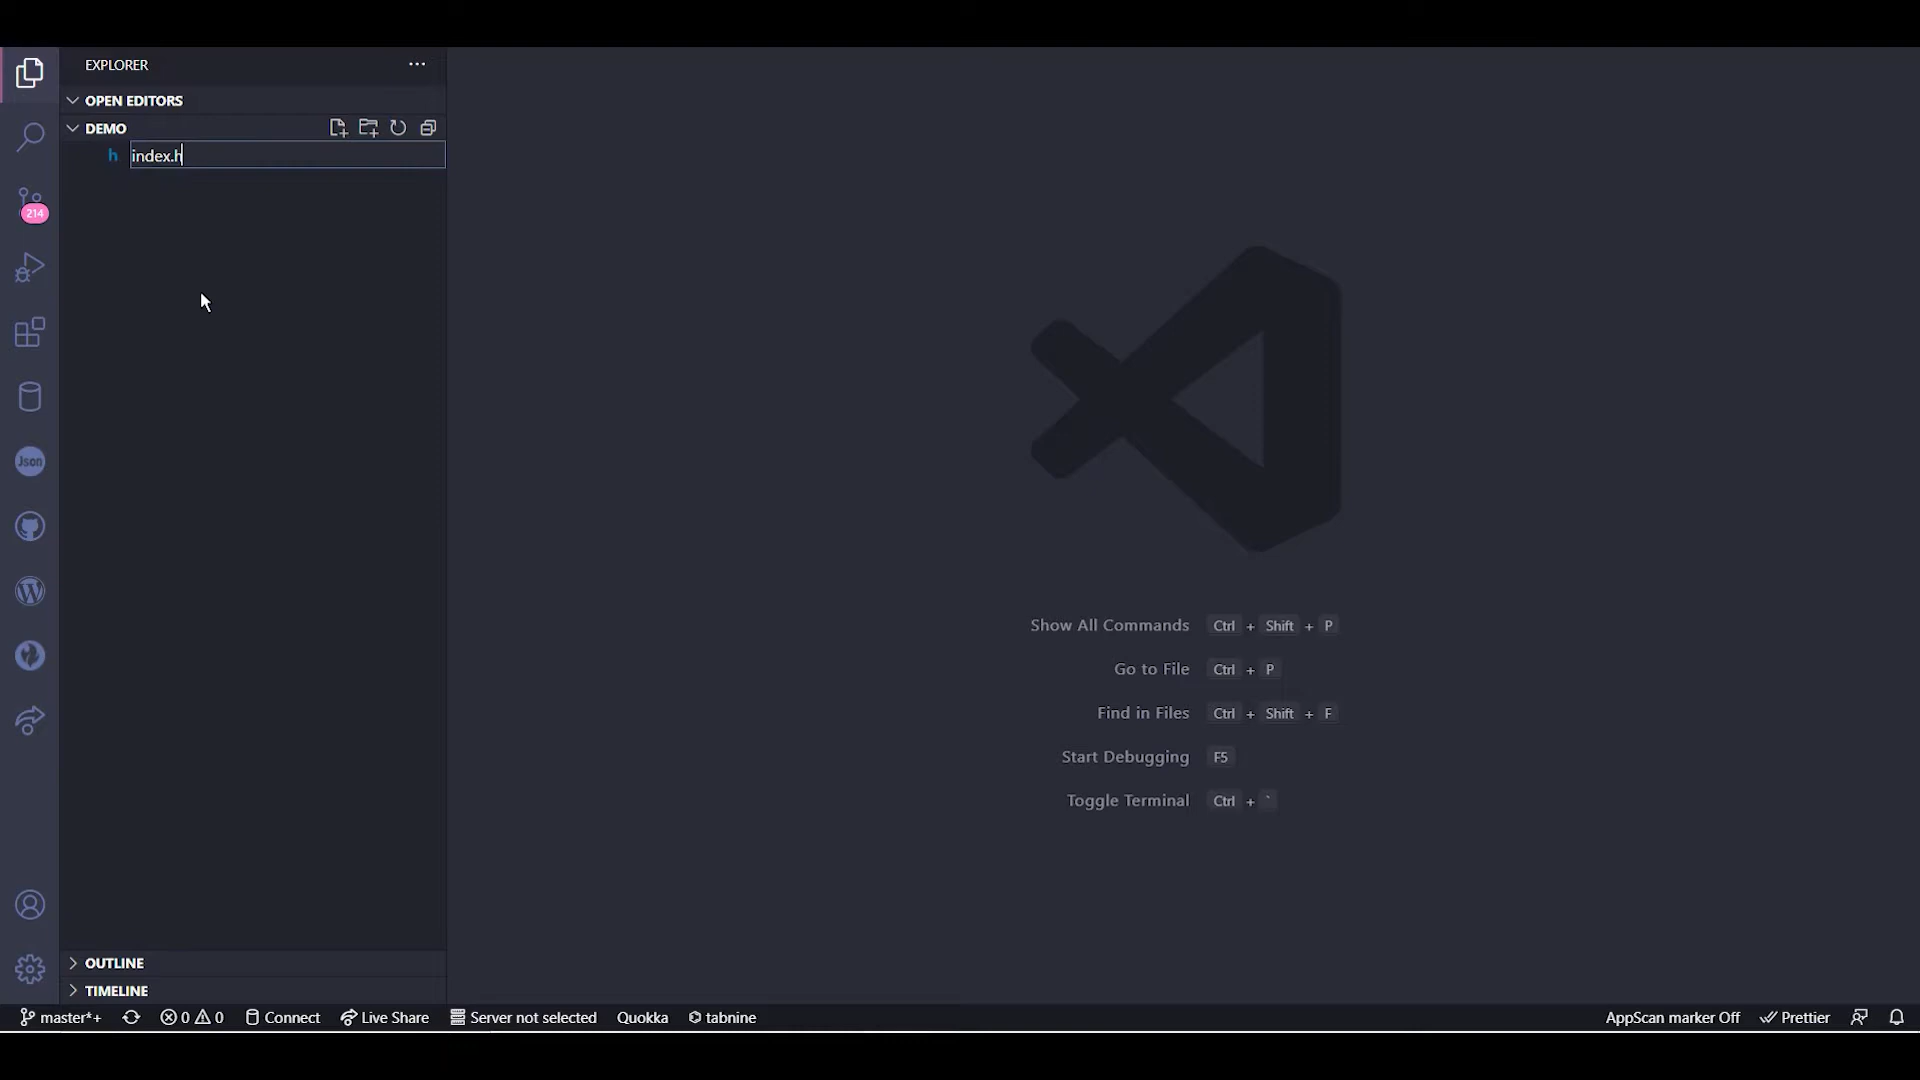 EXPLORER
OPEN EDITORS
DEMO
h index.h
214
Json
Show All Commands Ctrl + Shift + P
Go to File Ctrl + P
Find in Files Ctrl + Shift + F
Start Debugging F5
Toggle Terminal Ctrl + `
OUTLINE
TIMELINE
master*+ 0 0 Connect Live Share Server not selected Quokka tabnine AppScan marker Off Prettier